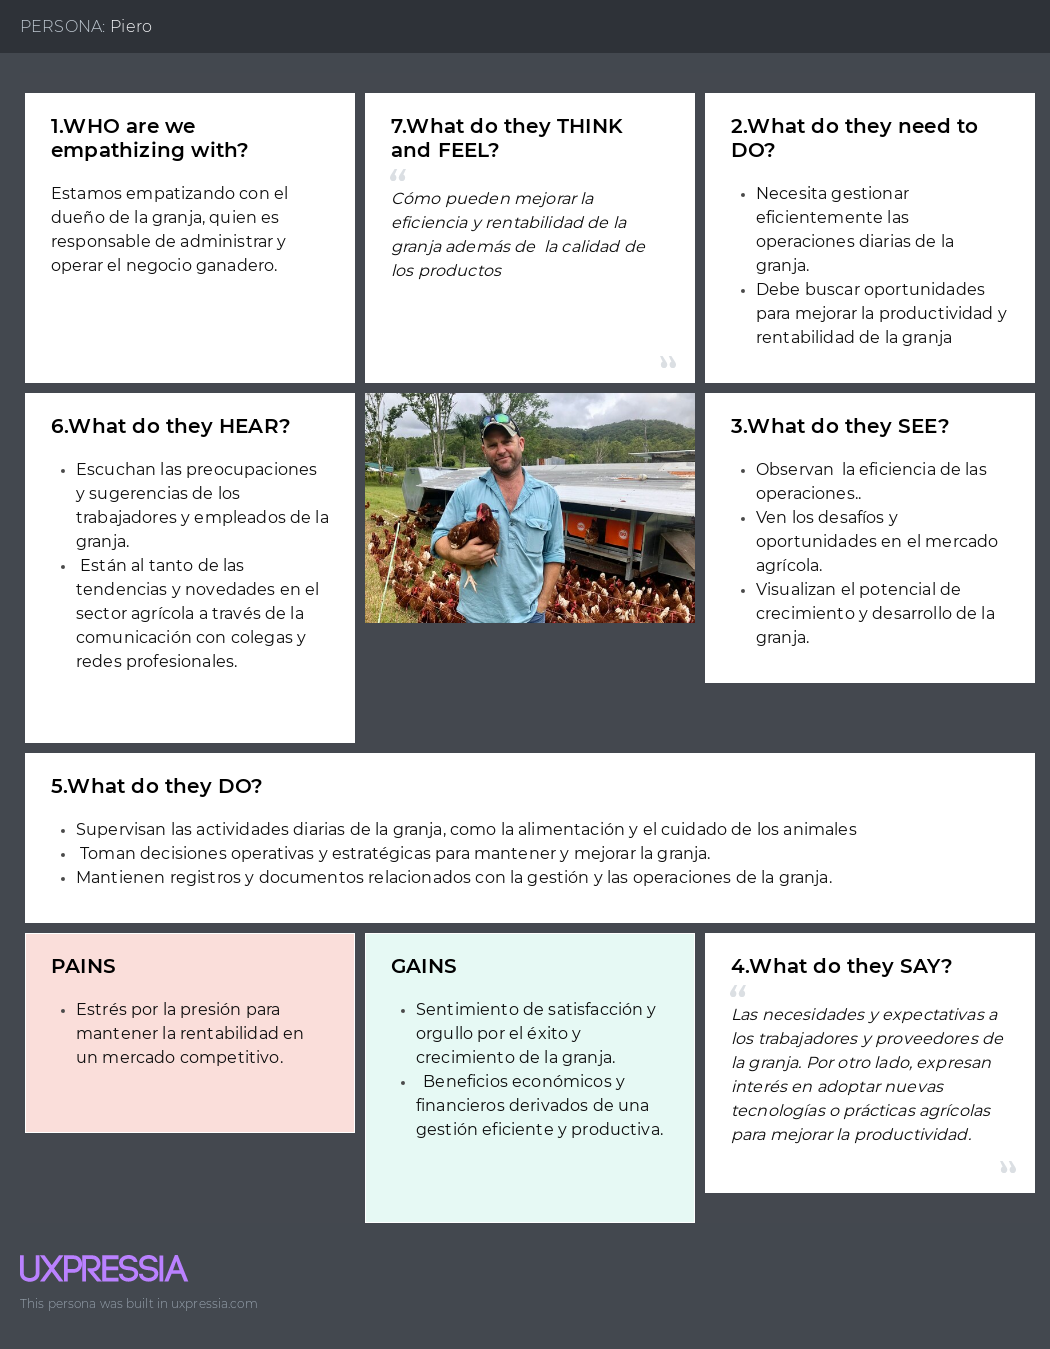 PERSONA: Piero
1.WHO are we
empathizing with?
Estamos empatizando con el
dueño de la granja, quien es
responsable de administrar y
operar el negocio ganadero.
7.What do they THINK
and FEEL?
“
Cómo pueden mejorar la
eficiencia y rentabilidad de la
granja además de  la calidad de
los productos
”
2.What do they need to
DO?
• Necesita gestionar
eficientemente las
operaciones diarias de la
granja.
• Debe buscar oportunidades
para mejorar la productividad y
rentabilidad de la granja
6.What do they HEAR?
• Escuchan las preocupaciones
y sugerencias de los
trabajadores y empleados de la
granja.
• Están al tanto de las
tendencias y novedades en el
sector agrícola a través de la
comunicación con colegas y
redes profesionales.
3.What do they SEE?
• Observan  la eficiencia de las
operaciones..
• Ven los desafíos y
oportunidades en el mercado
agrícola.
• Visualizan el potencial de
crecimiento y desarrollo de la
granja.
5.What do they DO?
• Supervisan las actividades diarias de la granja, como la alimentación y el cuidado de los animales
• Toman decisiones operativas y estratégicas para mantener y mejorar la granja.
• Mantienen registros y documentos relacionados con la gestión y las operaciones de la granja.
PAINS
• Estrés por la presión para
mantener la rentabilidad en
un mercado competitivo.
GAINS
• Sentimiento de satisfacción y
orgullo por el éxito y
crecimiento de la granja.
• Beneficios económicos y
financieros derivados de una
gestión eficiente y productiva.
4.What do they SAY?
“
Las necesidades y expectativas a
los trabajadores y proveedores de
la granja. Por otro lado, expresan
interés en adoptar nuevas
tecnologías o prácticas agrícolas
para mejorar la productividad.
”
UXPRESSIA
This persona was built in uxpressia.com